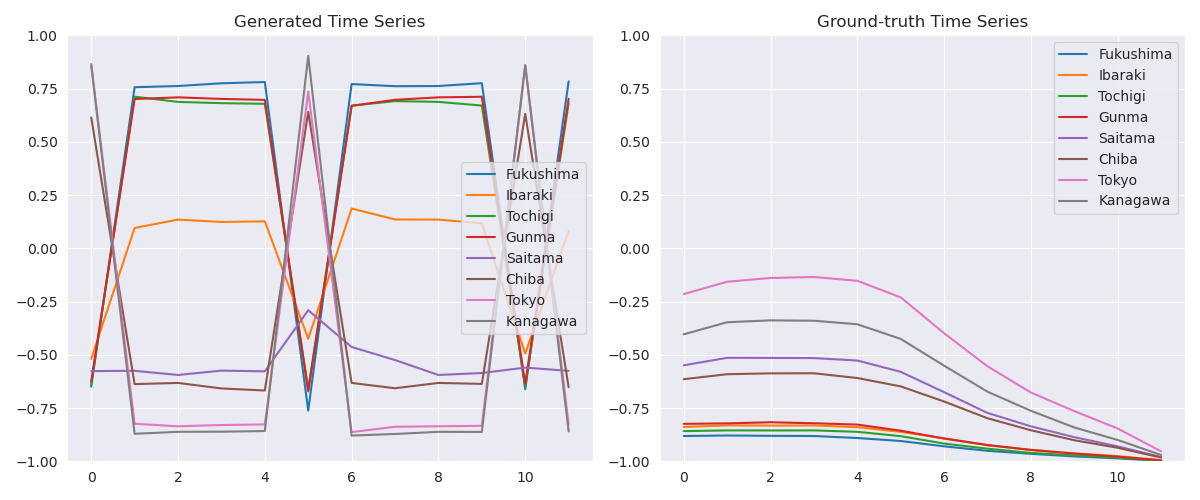 Generated Time Series
1.00
0.75
0.50
0.25
0.00
−0.25
−0.50
−0.75
−1.00
0 2 4 6 8 10
Fukushima
Ibaraki
Tochigi
Gunma
Saitama
Chiba
Tokyo
Kanagawa
Ground-truth Time Series
1.00
0.75
0.50
0.25
0.00
−0.25
−0.50
−0.75
−1.00
0 2 4 6 8 10
Fukushima
Ibaraki
Tochigi
Gunma
Saitama
Chiba
Tokyo
Kanagawa